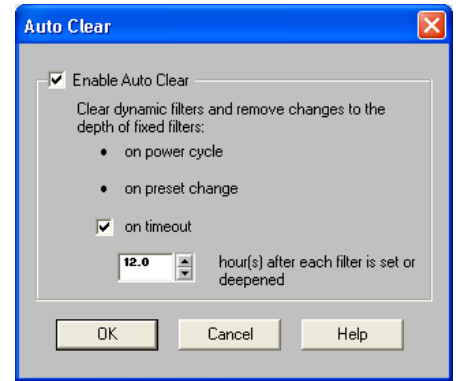 Auto Clear
Enable Auto Clear
Clear dynamic filters and remove changes to the
depth of fixed filters:
• on power cycle
• on preset change
on timeout
12.0
hour(s) after each filter is set or
deepened
OK Cancel Help